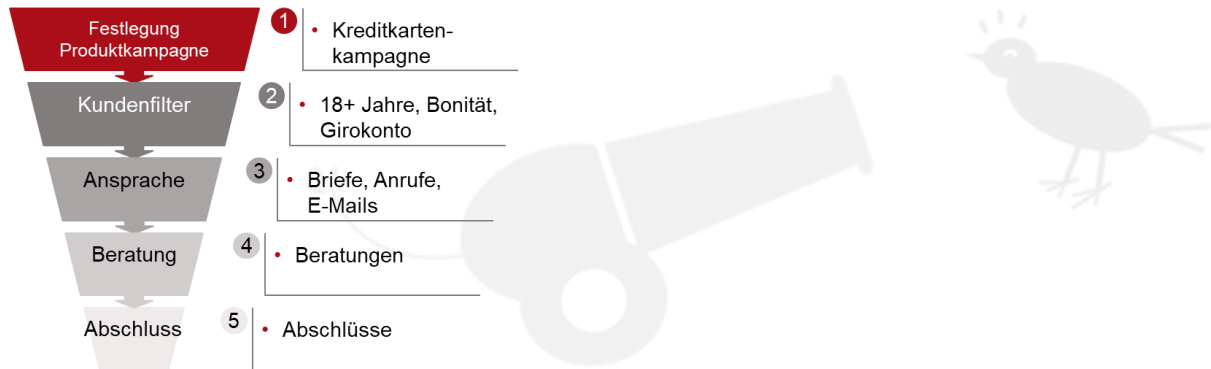 Festlegung
Produktkampagne
1
• Kreditkarten-
kampagne
Kundenfilter
2
• 18+ Jahre, Bonität,
Girokonto
Ansprache
3
• Briefe, Anrufe,
E-Mails
Beratung
4
• Beratungen
Abschluss
5
• Abschlüsse